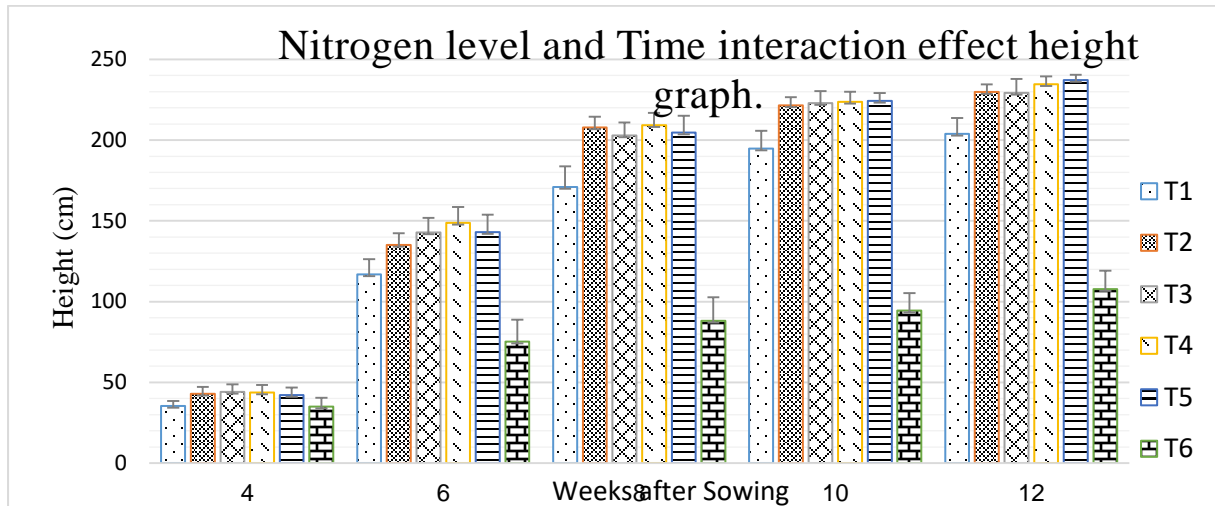 Nitrogen level and Time interaction effect height
graph.
250
200
150
100
50
0
Height (cm)
4 6 8 10 12
Weeks after Sowing
T1
T2
T3
T4
T5
T6